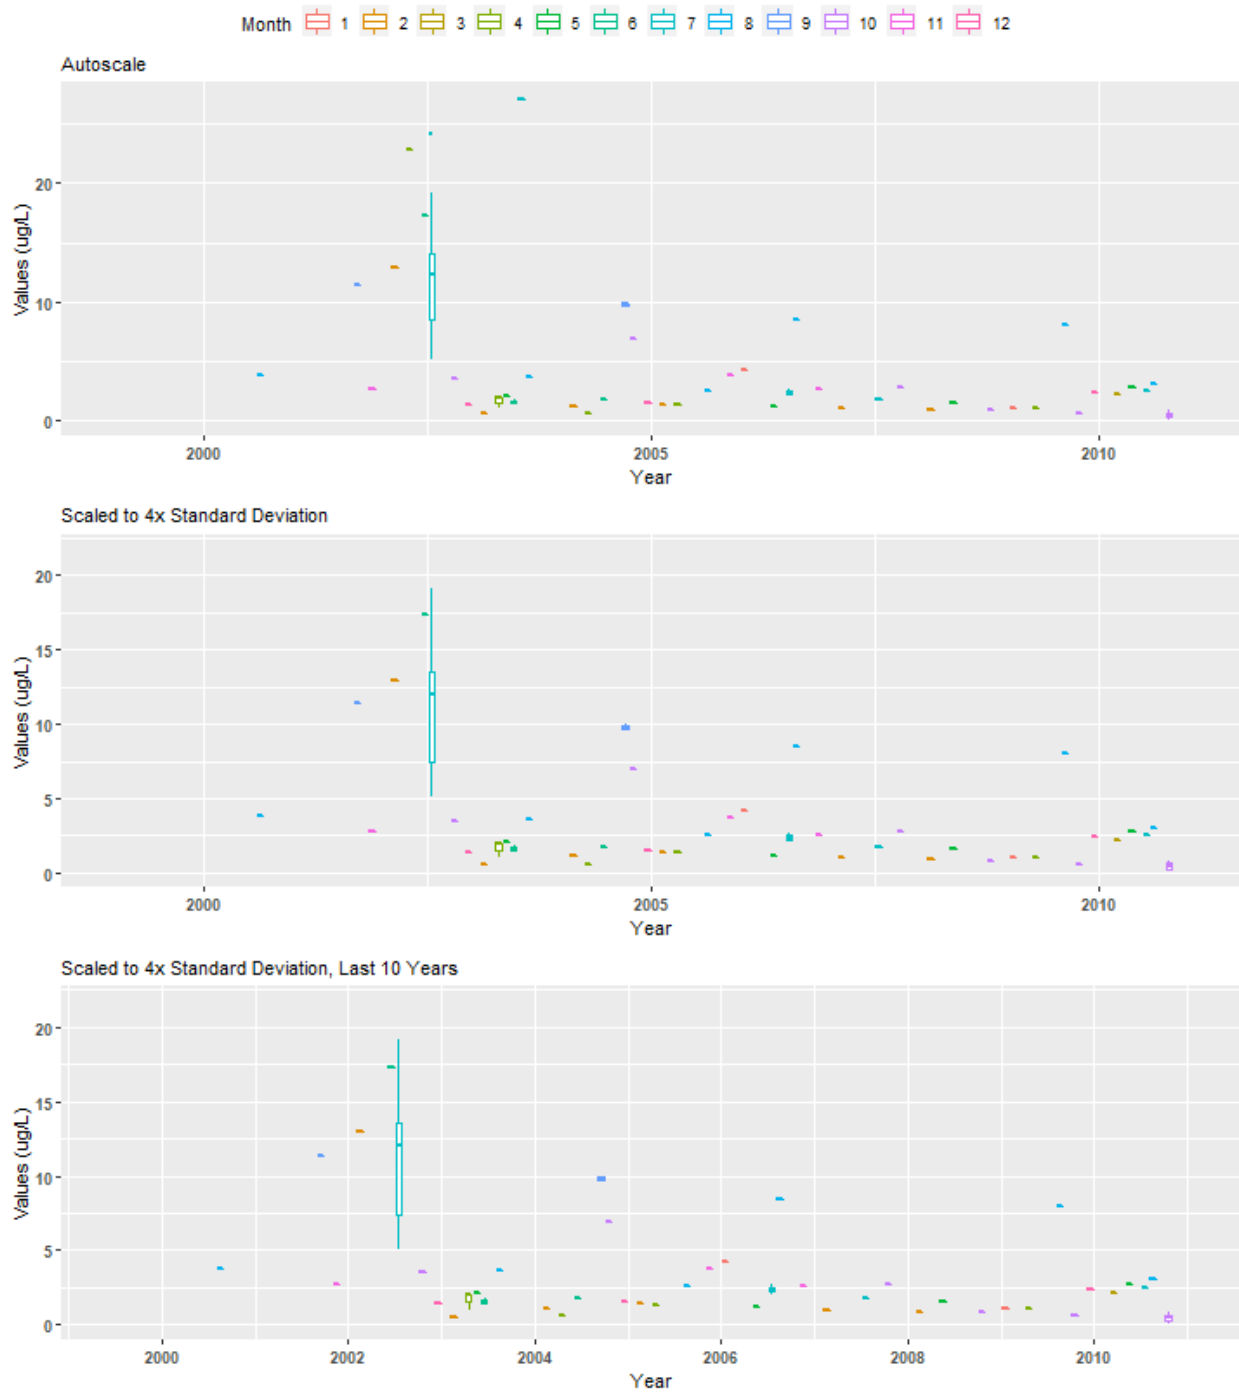 Month 1 2 3 4 5 6 7 8 9 10 11 12
Autoscale
Values (ug/L)
20
10
0
2000 2005 2010
Year
Scaled to 4x Standard Deviation
Values (ug/L)
20
15
10
5
0
2000 2005 2010
Year
Scaled to 4x Standard Deviation, Last 10 Years
Values (ug/L)
20
15
10
5
0
2000 2002 2004 2006 2008 2010
Year